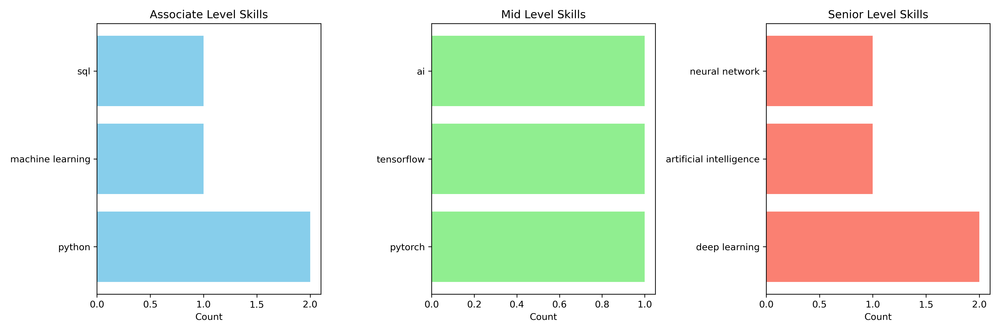 Associate Level Skills
sql
machine learning
python
0.0 0.5 1.0 1.5 2.0
Count
Mid Level Skills
ai
tensorflow
pytorch
0.0 0.2 0.4 0.6 0.8 1.0
Count
Senior Level Skills
neural network
artificial intelligence
deep learning
0.0 0.5 1.0 1.5 2.0
Count